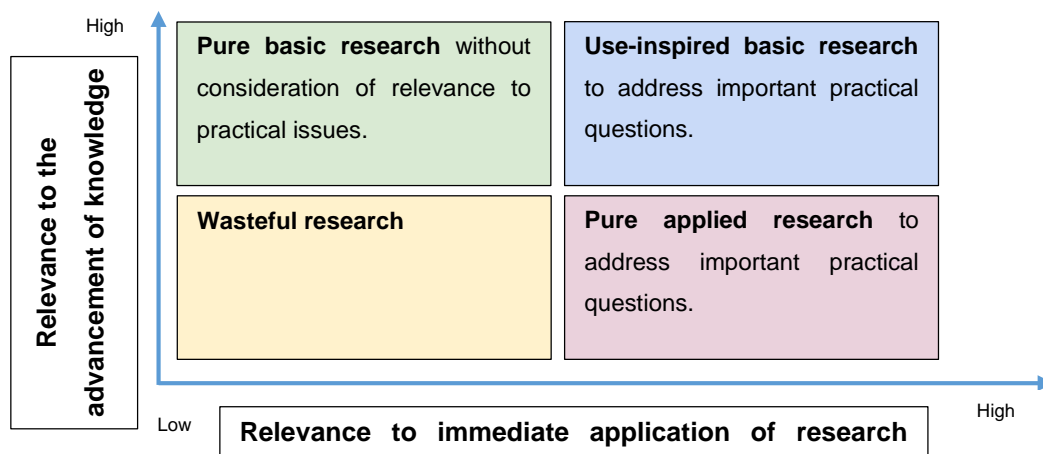 High
Relevance to the
advancement of knowledge
Pure basic research without
consideration of relevance to
practical issues.
Use-inspired basic research
to address important practical
questions.
Wasteful research
Pure applied research to
address important practical
questions.
Low
High
Relevance to immediate application of research